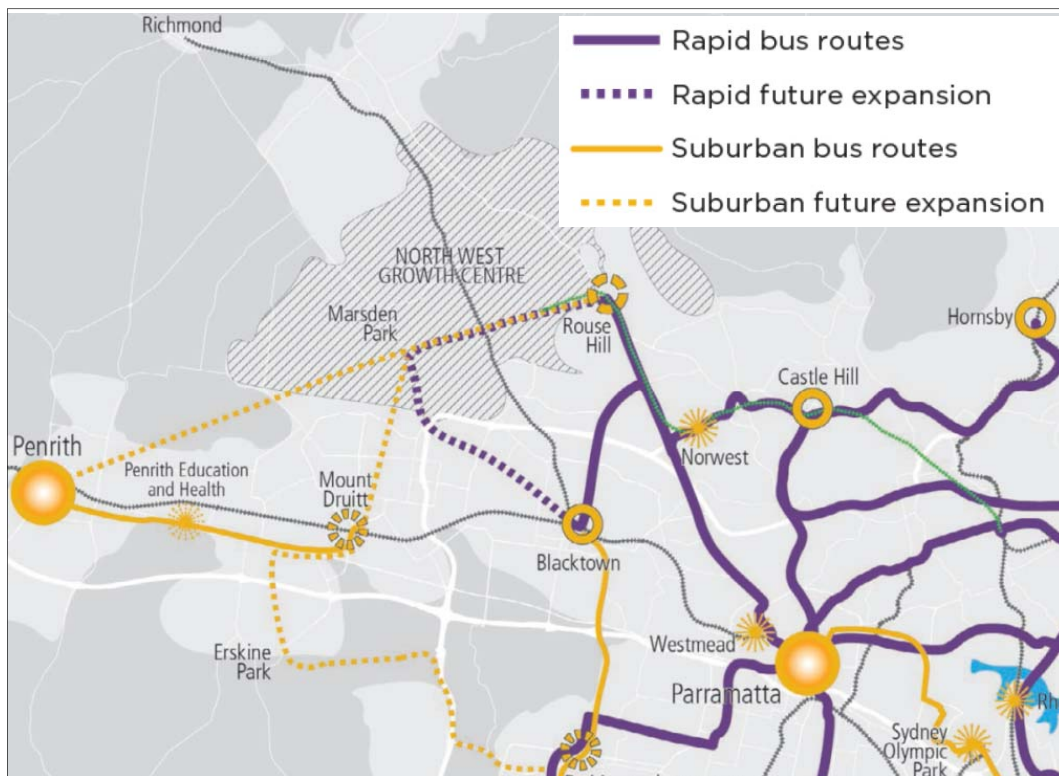 Richmond
Rapid bus routes
Rapid future expansion
Suburban bus routes
Suburban future expansion
NORTH WEST
GROWTH CENTRE
Marsden
Park
Rouse
Hill
Hornsby
Castle Hill
Norwest
Penrith
Penrith Education
and Health
Mount
Druitt
Blacktown
Westmead
Erskine
Park
Parramatta
Rh
Sydney
Olympic
Park